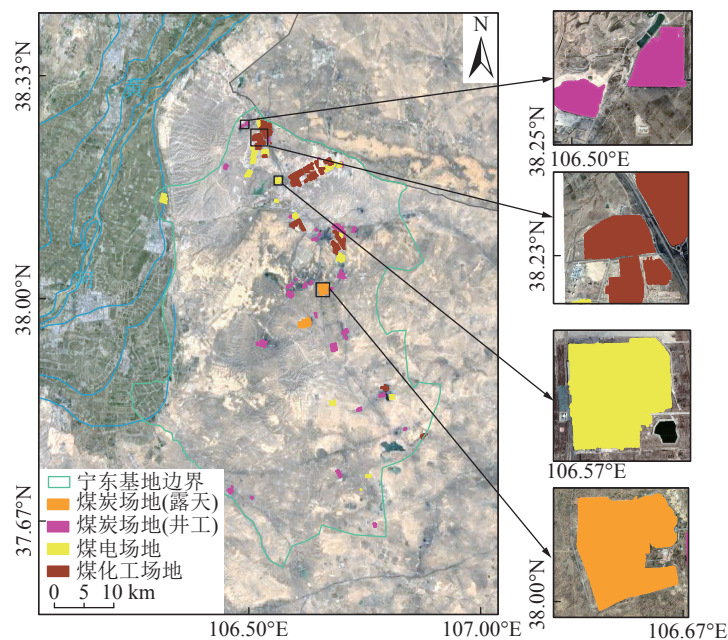 N
38.33°N
38.00°N
37.67°N
106.50°E
107.00°E
宁东基地边界
煤炭场地(露天)
煤炭场地(井工)
煤电场地
煤化工场地
0 5 10 km
38.25°N
106.50°E
38.23°N
106.57°E
38.00°N
106.67°E